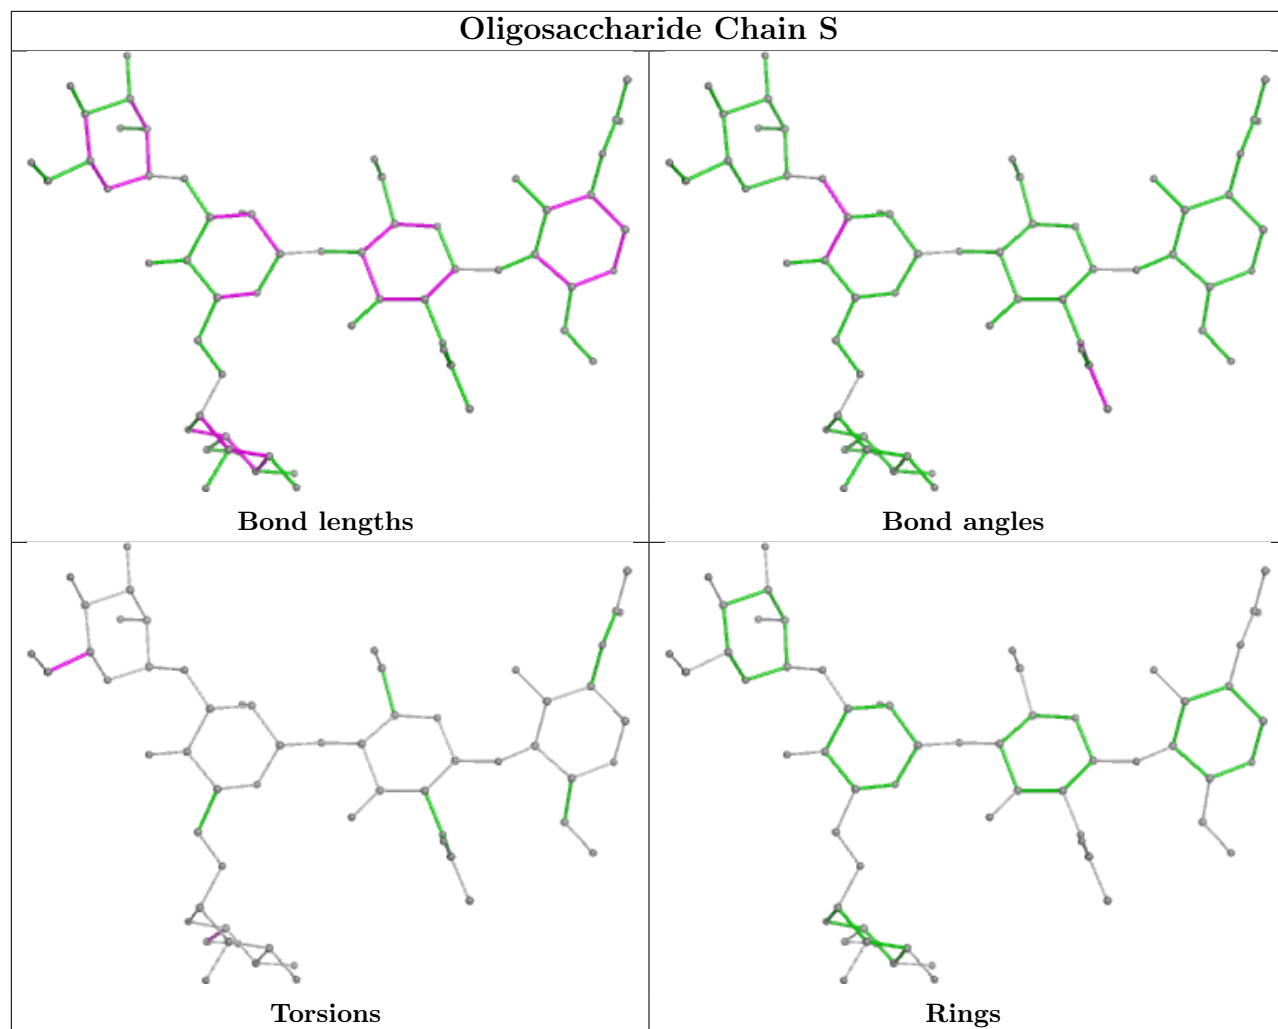 Oligosaccharide Chain S
Bond lengths
Bond angles
Torsions
Rings